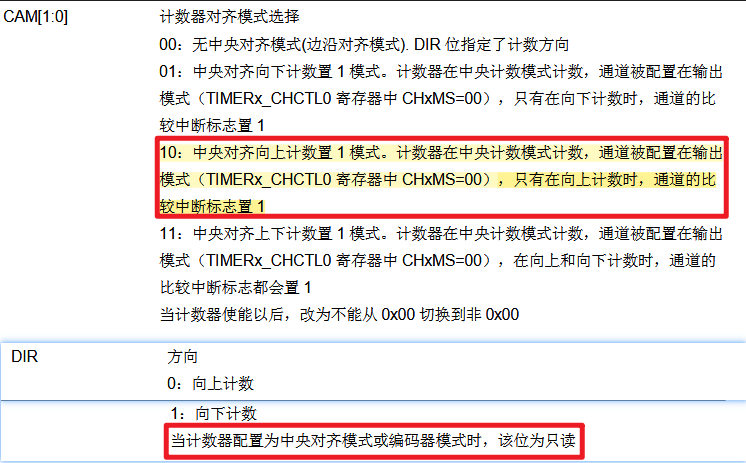 CAM[1:0] 计数器对齐模式选择
00：无中央对齐模式(边沿对齐模式). DIR 位指定了计数方向
01：中央对齐向下计数置 1 模式。计数器在中央计数模式计数，通道被配置在输出
模式（TIMERx_CHCTL0 寄存器中 CHxMS=00），只有在向下计数时，通道的比
较中断标志置 1
10：中央对齐向上计数置 1 模式。计数器在中央计数模式计数，通道被配置在输出
模式（TIMERx_CHCTL0 寄存器中 CHxMS=00），只有在向上计数时，通道的比
较中断标志置 1
11：中央对齐上下计数置 1 模式。计数器在中央计数模式计数，通道被配置在输出
模式（TIMERx_CHCTL0 寄存器中 CHxMS=00），在向上和向下计数时，通道的
比较中断标志都会置 1
当计数器使能以后，改为不能从 0x00 切换到非 0x00
DIR 方向
0：向上计数
1：向下计数
当计数器配置为中央对齐模式或编码器模式时，该位为只读